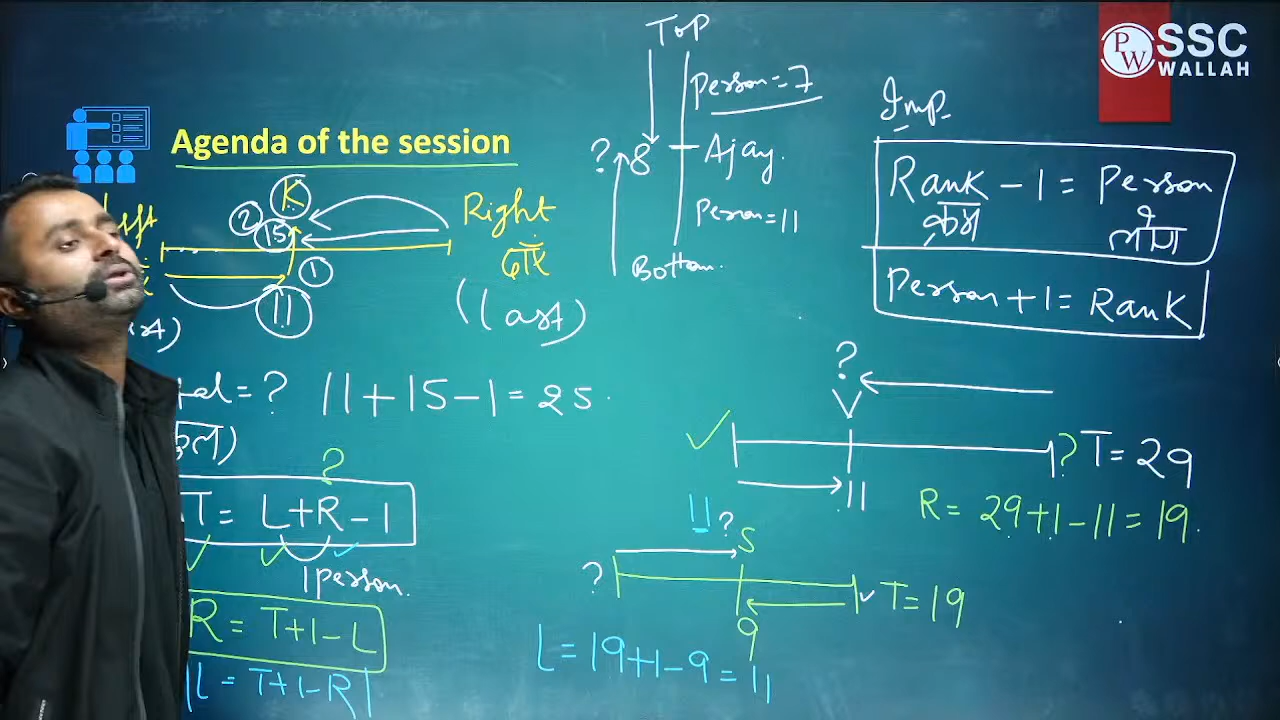 TOP
PW SSC
WALLAH
Person = 7
Imp
Agenda of the session
? 8 Ajay.
Rank - 1 = Person
क्रम लोग
K
Right
दायें
2
15
Person = 11
1
Bottom.
Person + 1 = Rank
11
(last)
?
= ? 11 + 15 - 1 = 25.
V
? T = 29
?
11
R = 29 + 1 - 11 = 19.
T = L + R - 1
11
? S
1 person.
?
T = 19
R = T + 1 - L
9
L = 19 + 1 - 9 = 11
L = T + 1 - R